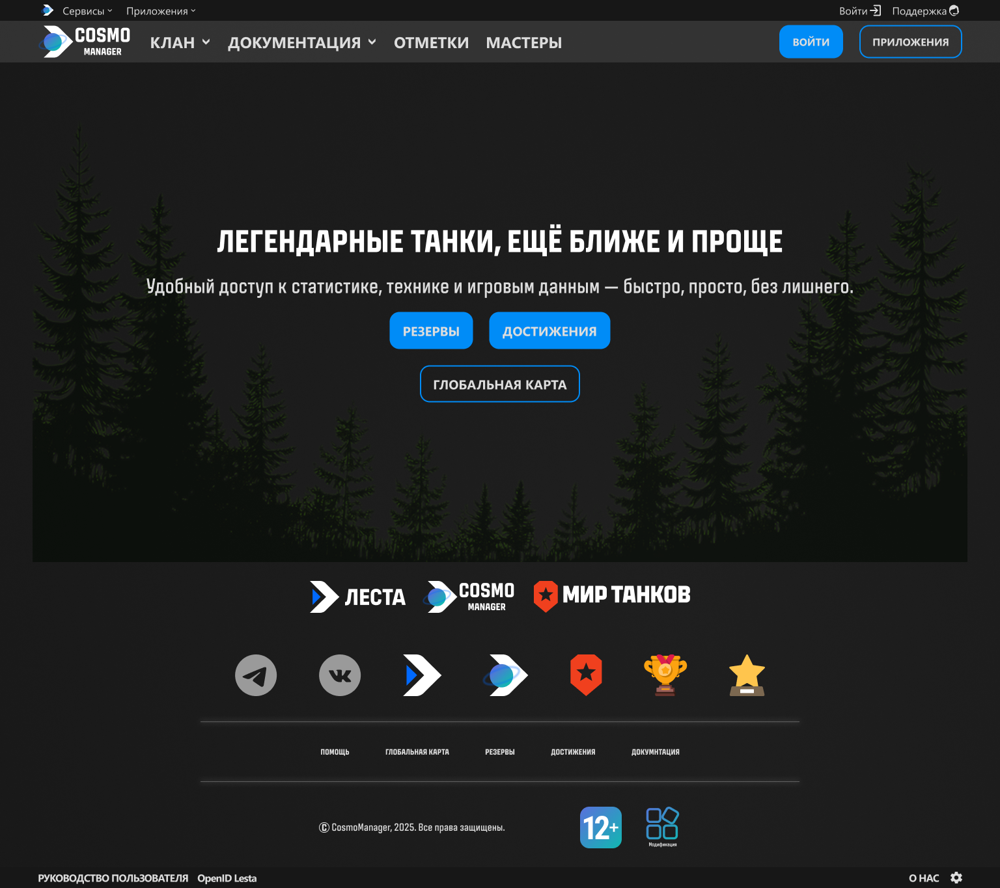 Сервисы Приложения Войти Поддержка
COSMO
MANAGER
КЛАН ДОКУМЕНТАЦИЯ ОТМЕТКИ МАСТЕРЫ ВОЙТИ ПРИЛОЖЕНИЯ
ЛЕГЕНДАРНЫЕ ТАНКИ, ЕЩЁ БЛИЖЕ И ПРОЩЕ
Удобный доступ к статистике, технике и игровым данным — быстро, просто, без лишнего.
РЕЗЕРВЫ ДОСТИЖЕНИЯ
ГЛОБАЛЬНАЯ КАРТА
ЛЕСТА
COSMO
MANAGER
МИР ТАНКОВ
ПОМОЩЬ ГЛОБАЛЬНАЯ КАРТА РЕЗЕРВЫ ДОСТИЖЕНИЯ ДОКУМНТАЦИЯ
© CosmoManager, 2025. Все права защищены.
12+
Модификация
РУКОВОДСТВО ПОЛЬЗОВАТЕЛЯ OpenID Lesta О НАС